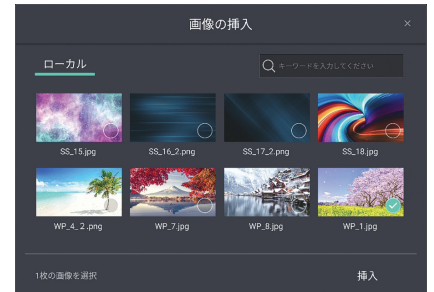 画像の挿入
×
ローカル
キーワードを入力してください
SS_15.jpg
SS_16_2.png
SS_17_2.png
SS_18.jpg
WP_4_2.png
WP_7.jpg
WP_8.jpg
WP_1.jpg
1枚の画像を選択
挿入